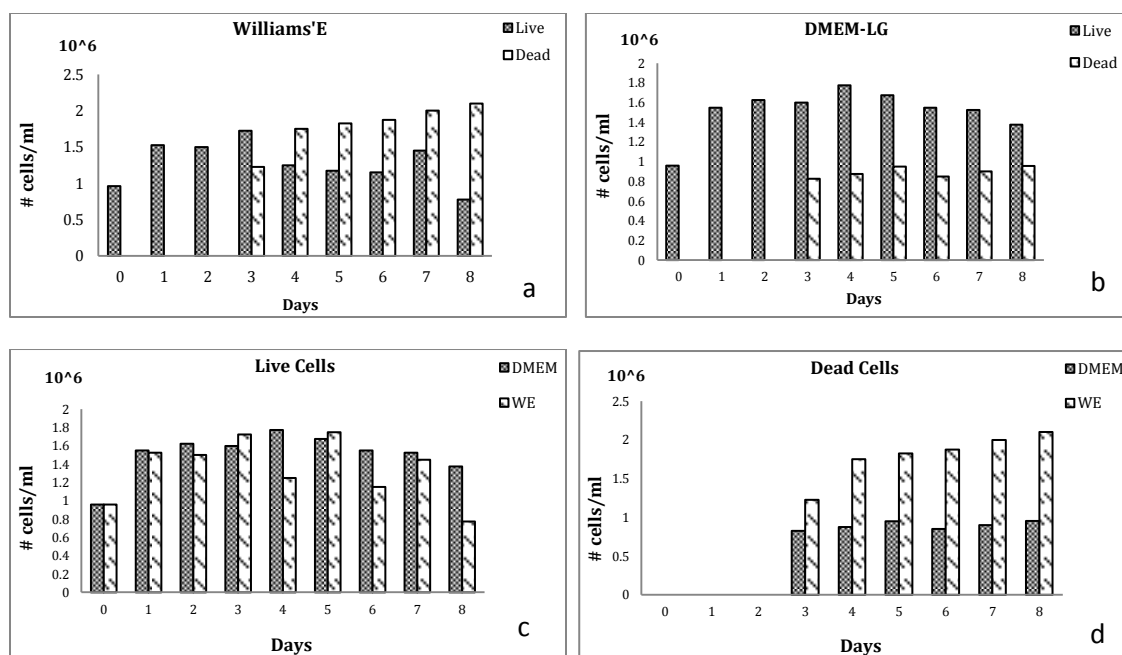 Williams'E
10^6
Live
Dead
# cells/ml
2.5
2
1.5
1
0.5
0
0 1 2 3 4 5 6 7 8
Days
a
DMEM-LG
10^6
Live
Dead
# cells/ml
2
1.8
1.6
1.4
1.2
1
0.8
0.6
0.4
0.2
0
0 1 2 3 4 5 6 7 8
Days
b
Live Cells
10^6
DMEM
WE
# cells/ml
2
1.8
1.6
1.4
1.2
1
0.8
0.6
0.4
0.2
0
0 1 2 3 4 5 6 7 8
Days
c
Dead Cells
10^6
DMEM
WE
# cells/ml
2.5
2
1.5
1
0.5
0
0 1 2 3 4 5 6 7 8
Days
d